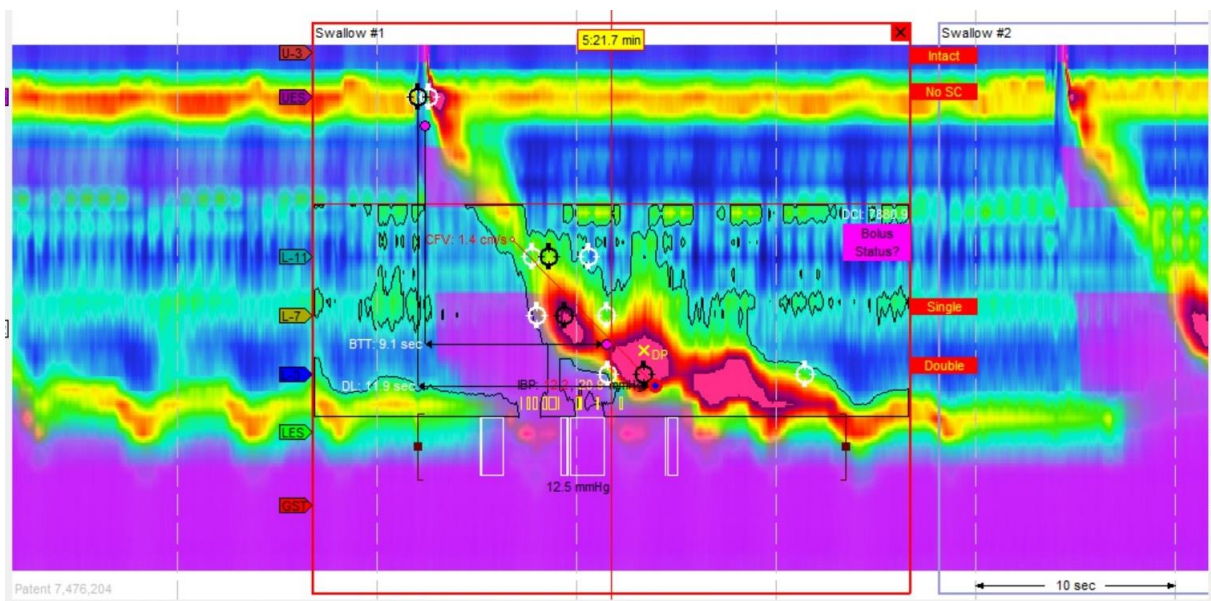 Swallow #1
5:21.7 min
Swallow #2
U-3
Intact
UES
No SC
DCI: 7880.9
Bolus
Status?
CFV: 1.4 cm/s
L-11
L-7
Single
BTT: 9.1 sec
DP
Double
DL: 11.9 sec
mmHg
LES
12.5 mmHg
GST
Patent 7,476,204
10 sec